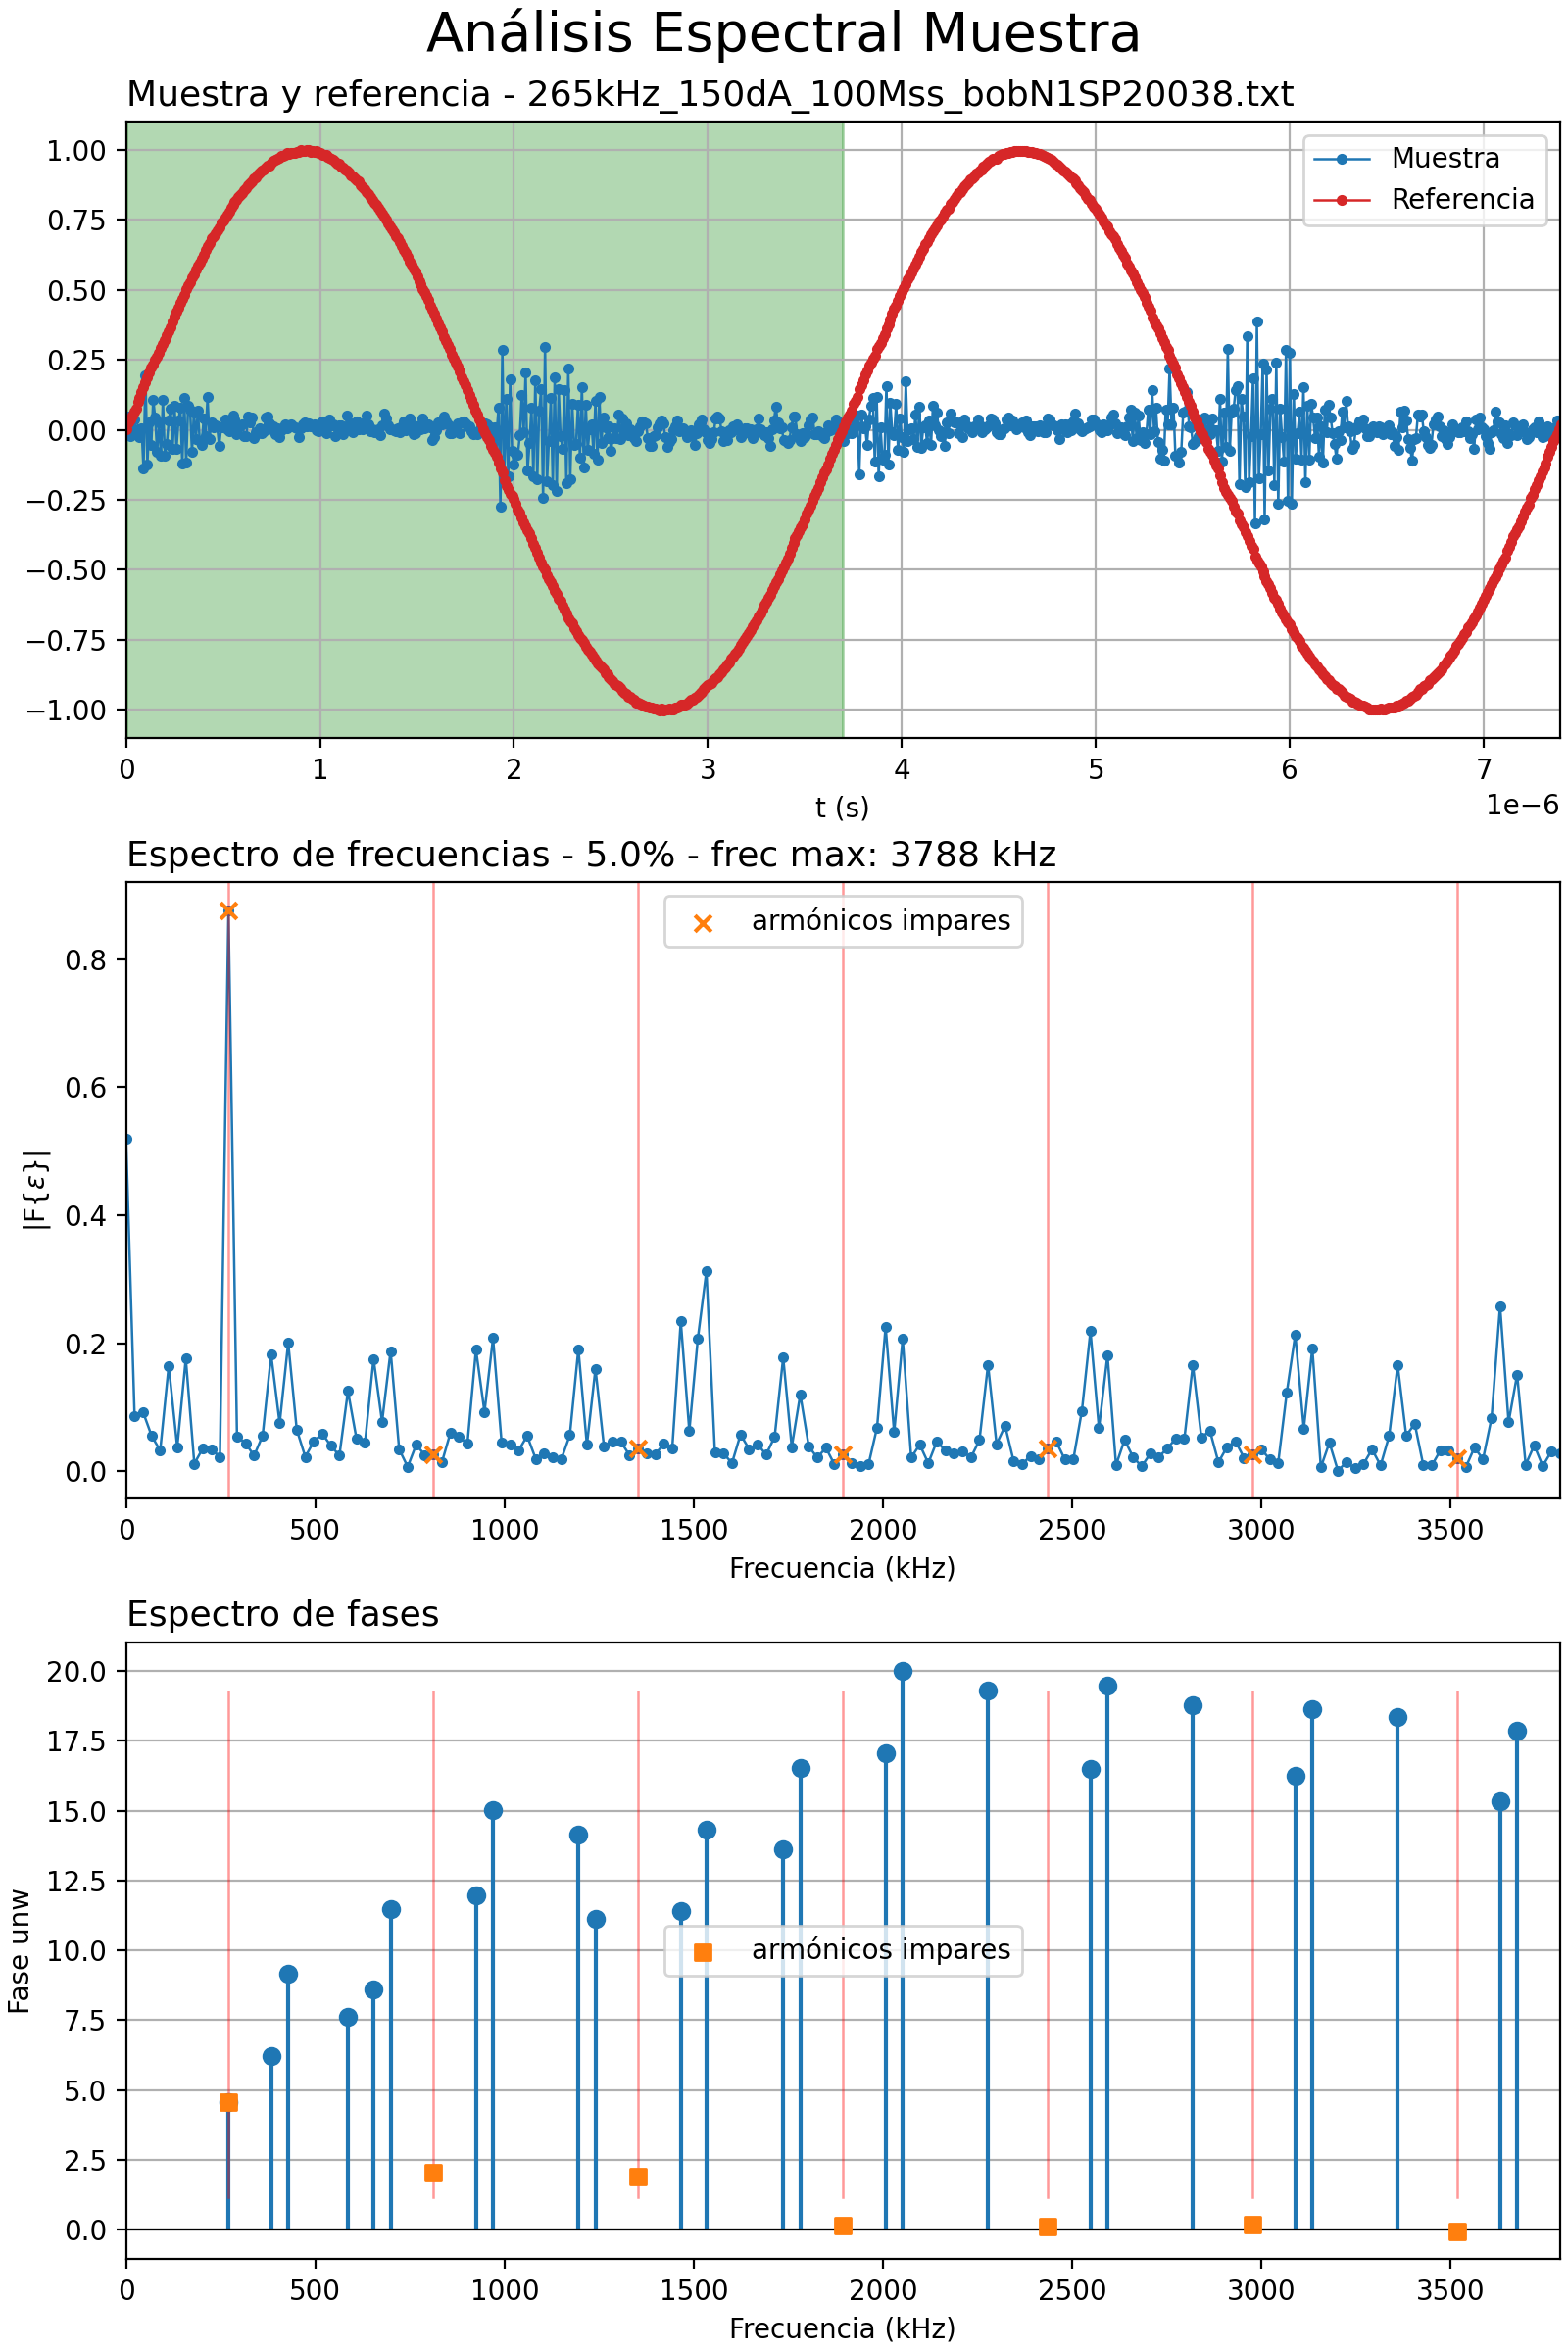 Análisis Espectral Muestra
Muestra y referencia - 265kHz_150dA_100Mss_bobN1SP20038.txt
1.00
0.75
0.50
0.25
0.00
−0.25
−0.50
−0.75
−1.00
Muestra
Referencia
0 1 2 3 4 5 6 7
1e−6
t (s)
Espectro de frecuencias - 5.0% - frec max: 3788 kHz
armónicos impares
0.8
0.6
0.4
0.2
0.0
|F{ε}|
0 500 1000 1500 2000 2500 3000 3500
Frecuencia (kHz)
Espectro de fases
20.0
17.5
15.0
12.5
10.0
7.5
5.0
2.5
0.0
Fase unw
armónicos impares
0 500 1000 1500 2000 2500 3000 3500
Frecuencia (kHz)